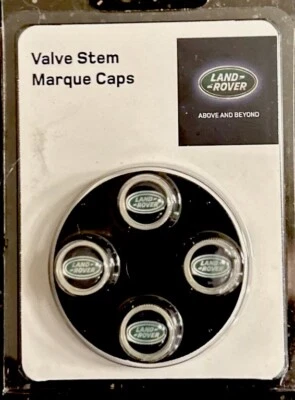 Valve Stem
Marque Caps
LAND-
-ROVER
ABOVE AND BEYOND
LAND-
-ROVER
LAND-
-ROVER
LAND-
-ROVER
LAND-
-ROVER